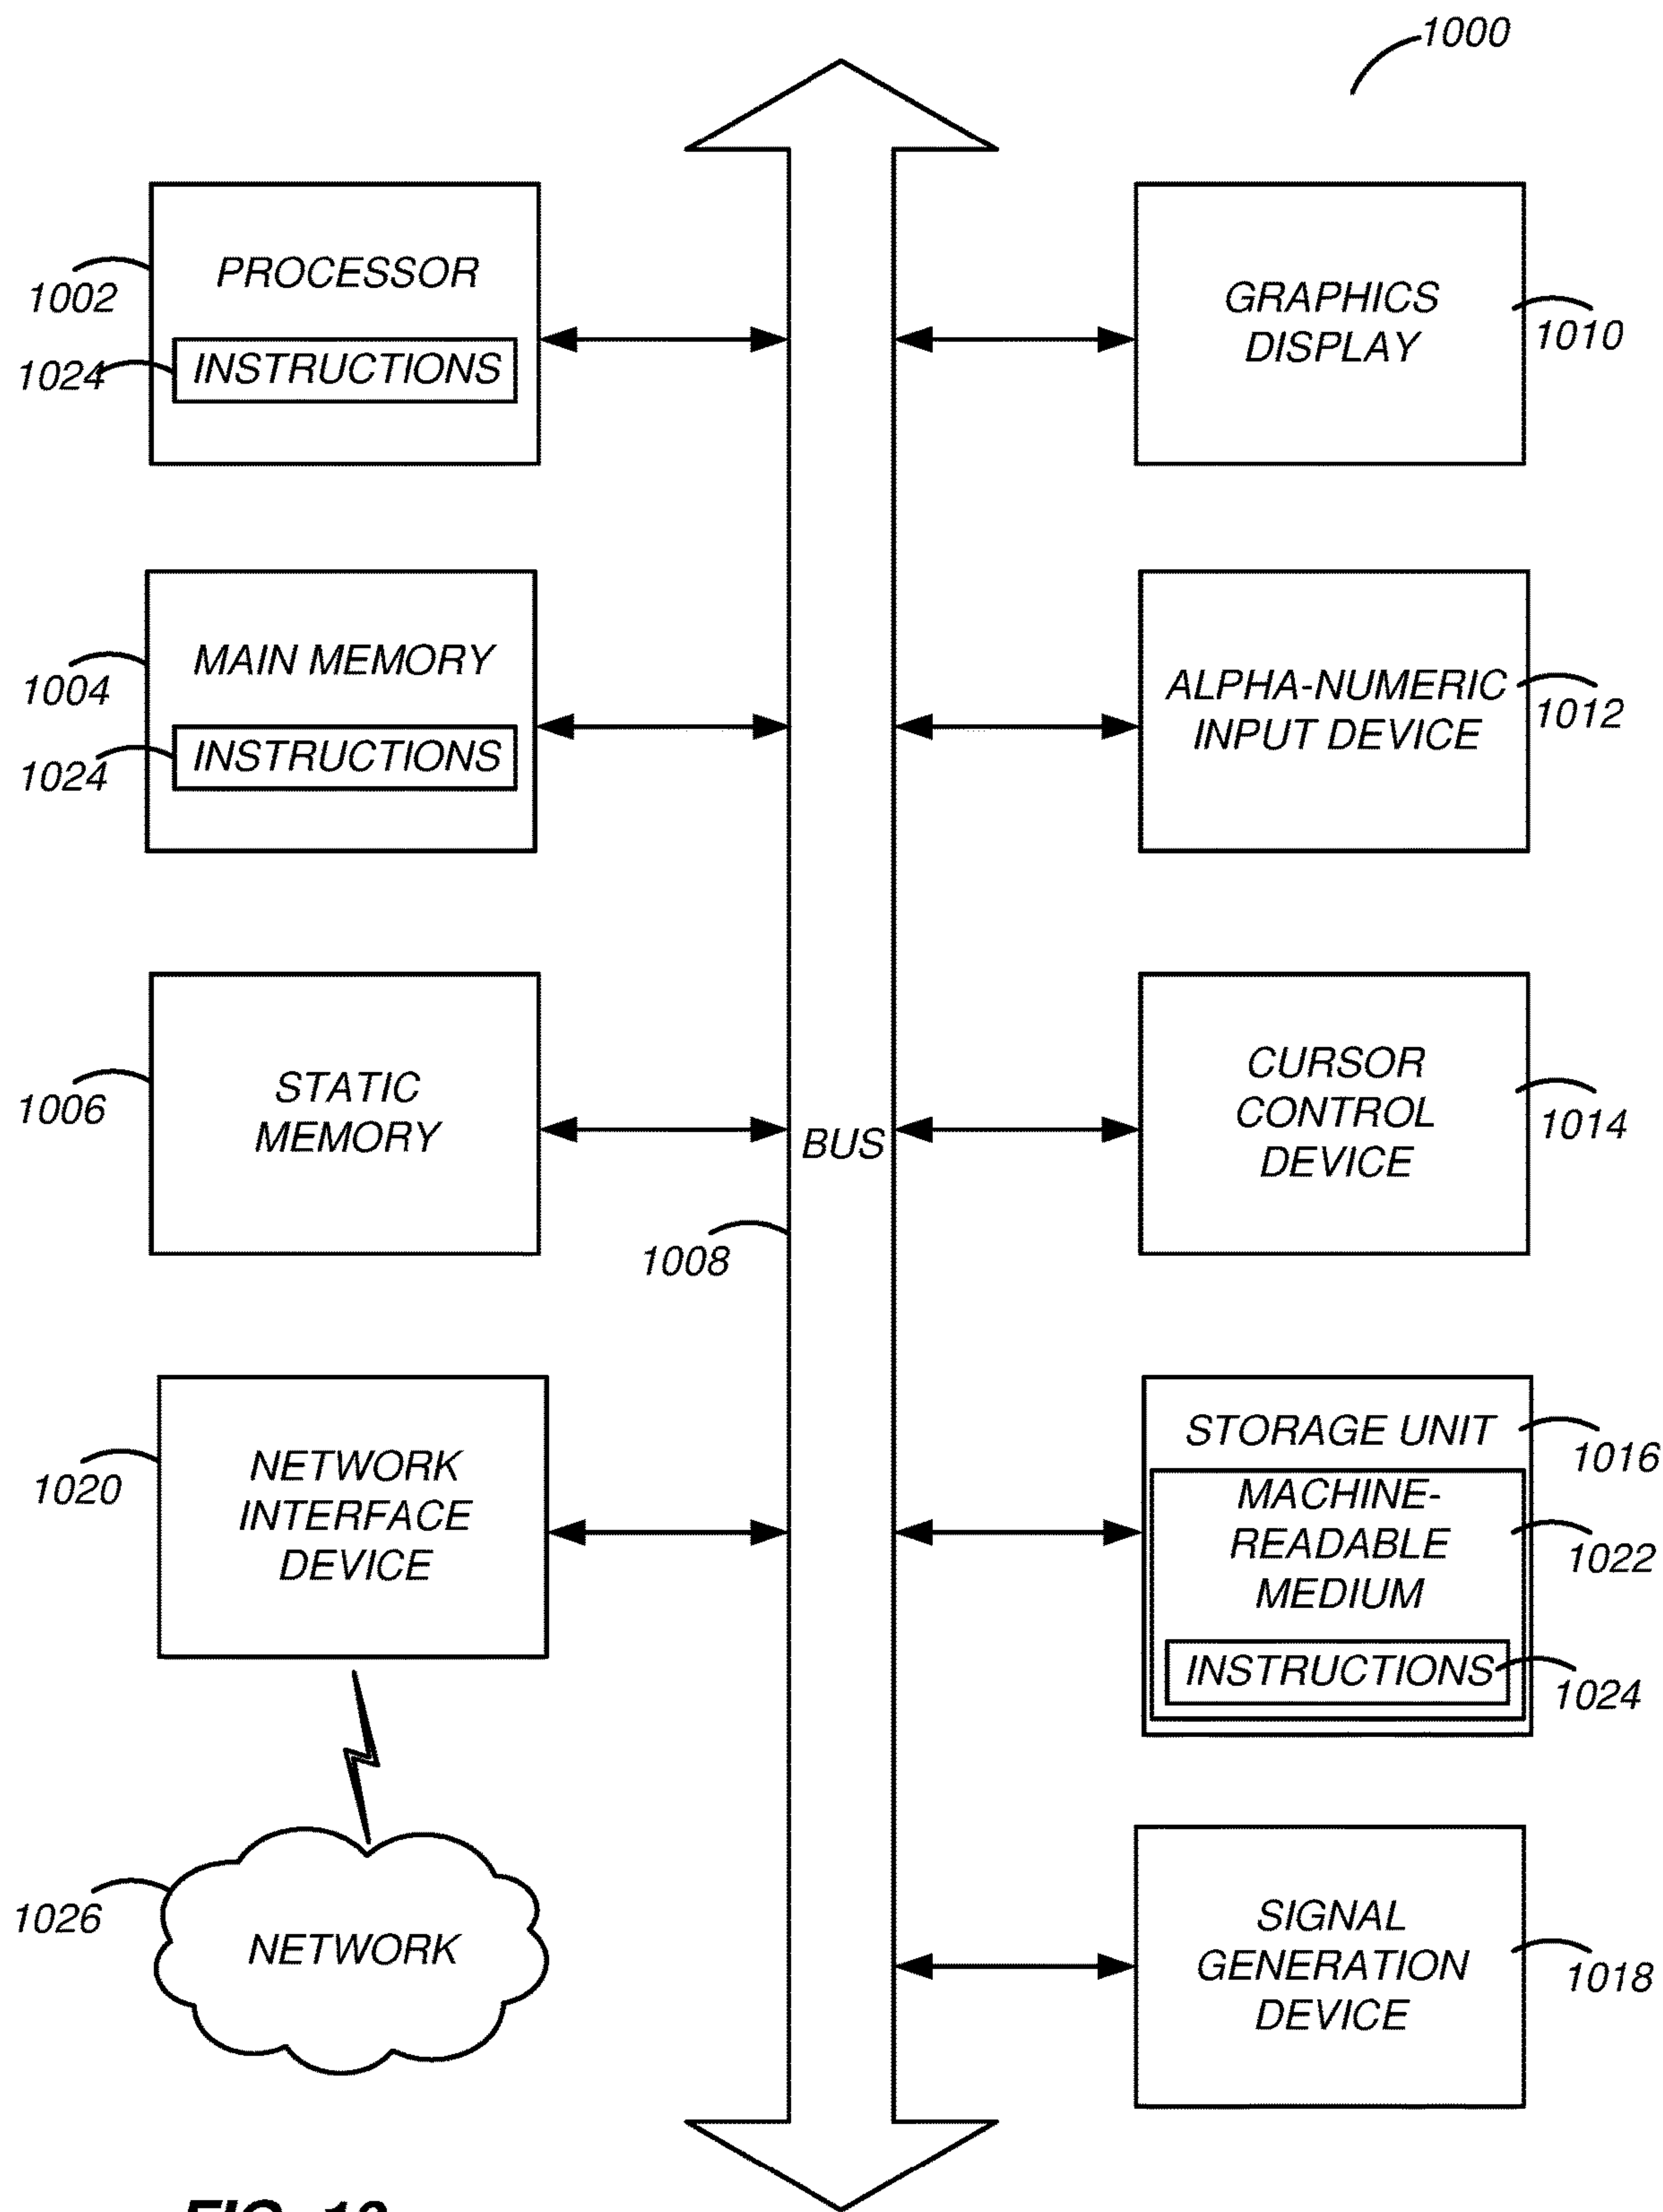 1000
PROCESSOR
1002
1024
INSTRUCTIONS
GRAPHICS
DISPLAY
1010
MAIN MEMORY
1004
1024
INSTRUCTIONS
ALPHA-NUMERIC
INPUT DEVICE
1012
STATIC
MEMORY
1006
BUS
1008
CURSOR
CONTROL
DEVICE
1014
NETWORK
INTERFACE
DEVICE
1020
STORAGE UNIT
1016
MACHINE-
READABLE
MEDIUM
1022
INSTRUCTIONS
1024
NETWORK
1026
SIGNAL
GENERATION
DEVICE
1018
FIG.